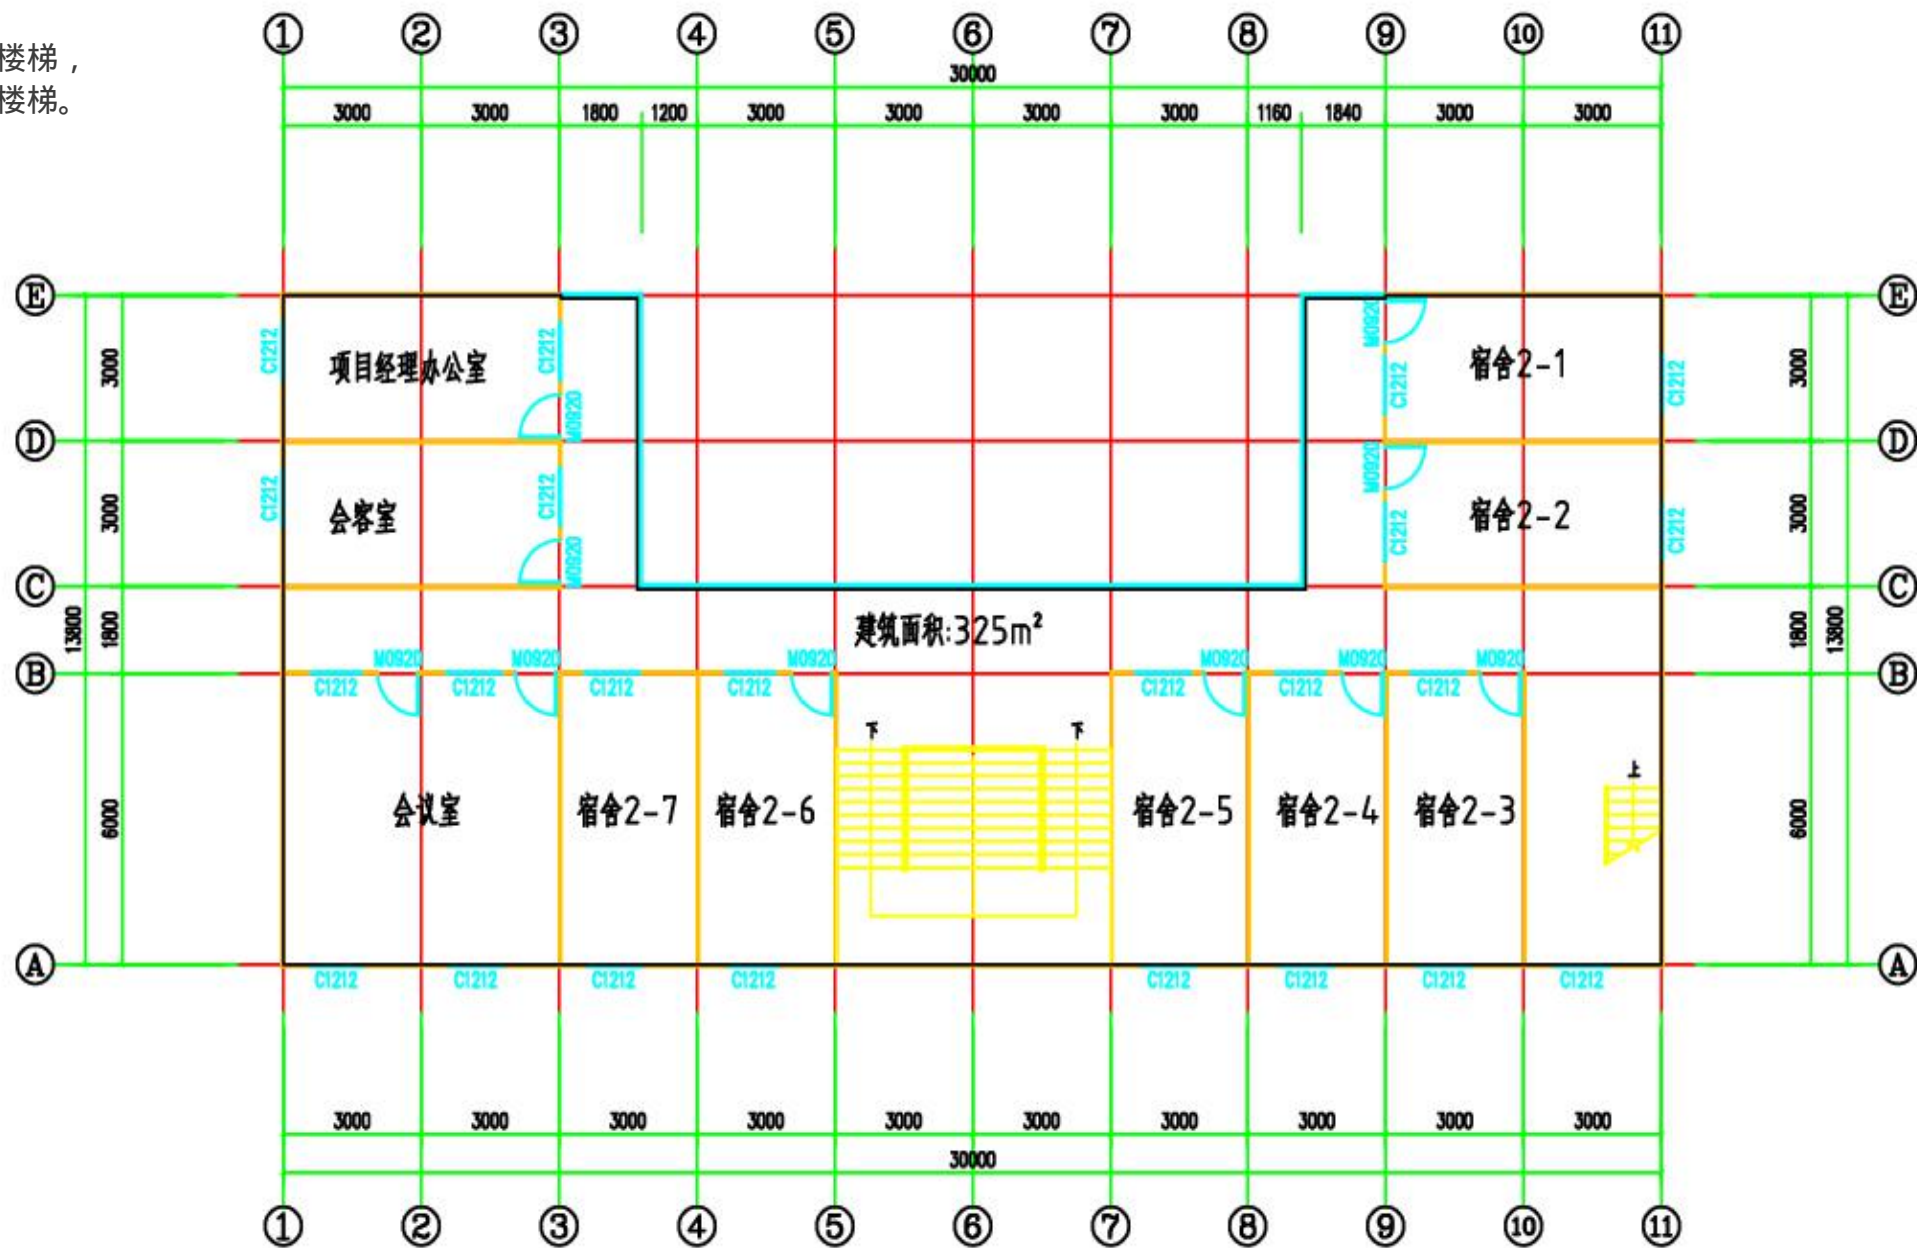 楼梯，
楼梯。
1 2 3 4 5 6 7 8 9 10 11
30000
3000 3000 1800 1200 3000 3000 3000 3000 1160 1840 3000 3000
E E
M0920
C1212 项目经理办公室 C1212 宿舍2-1 C1212
3000 C1212 3000
M0920
D D
M0920
C1212 会客室 C1212 宿舍2-2 C1212
3000 C1212 3000
M0920
C C
13800 1800 建筑面积:325m² 1800 13800
M0920 M0920 M0920 M0920 M0920 M0920
B B
C1212 C1212 C1212 C1212 C1212 C1212 C1212
下 下
上
6000 会议室 宿舍2-7 宿舍2-6 宿舍2-5 宿舍2-4 宿舍2-3 6000
A A
C1212 C1212 C1212 C1212 C1212 C1212 C1212 C1212
3000 3000 3000 3000 3000 3000 3000 3000 3000 3000
30000
1 2 3 4 5 6 7 8 9 10 11